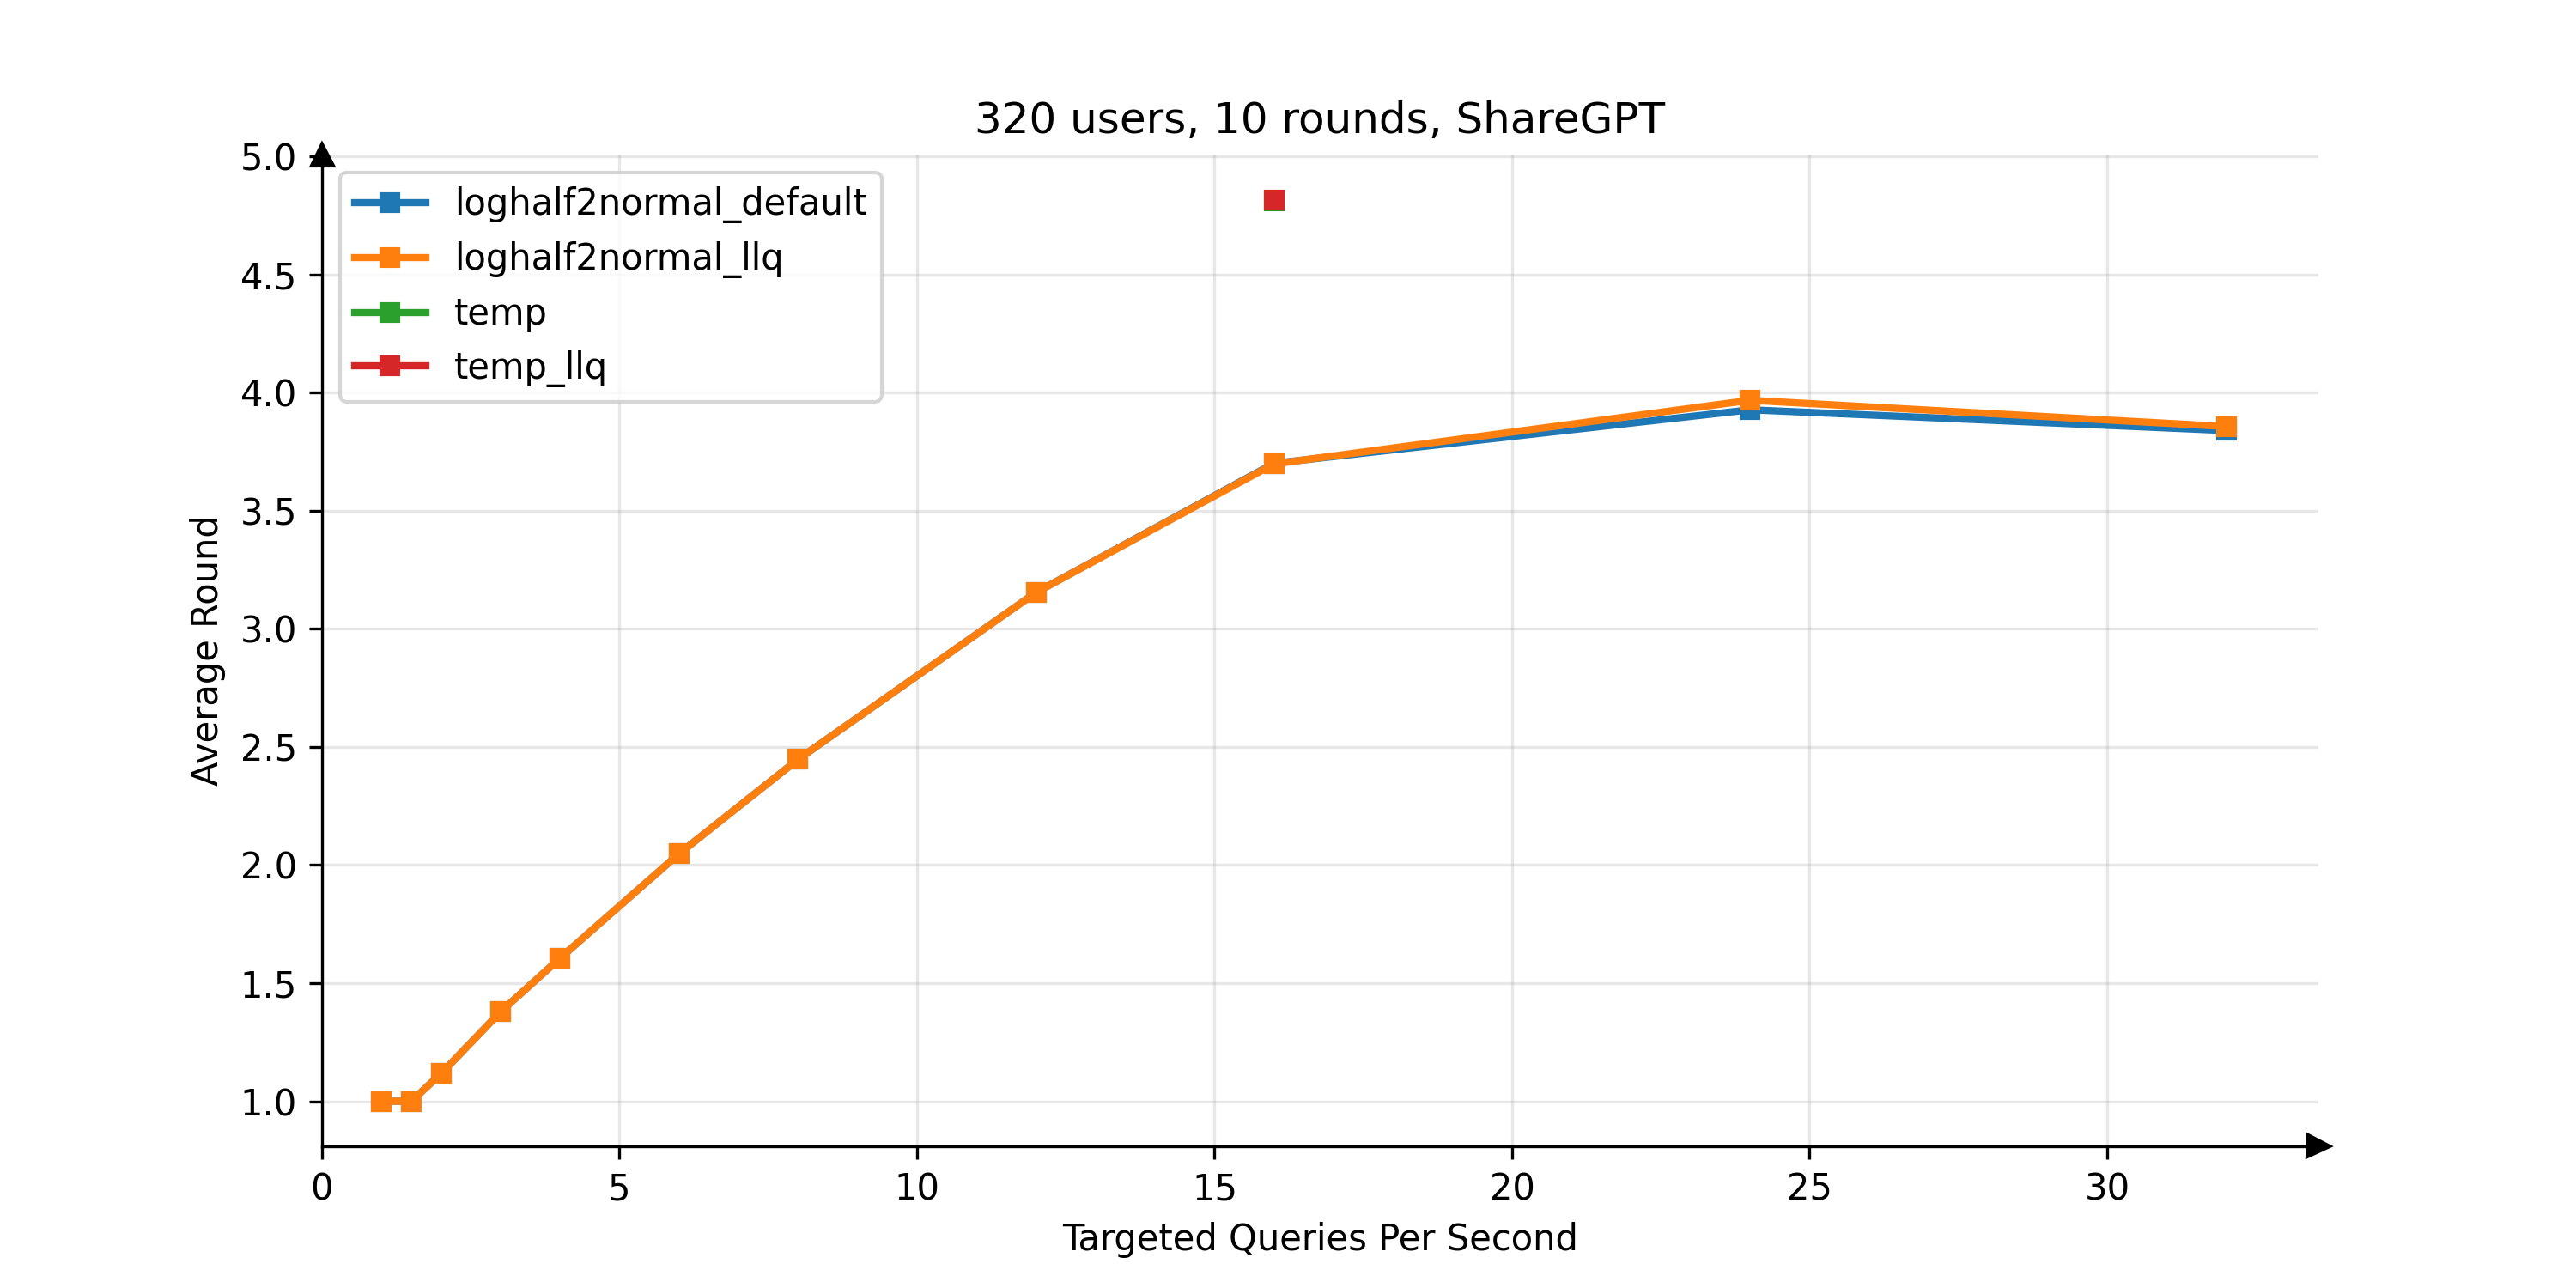 320 users, 10 rounds, ShareGPT
5.0
4.5
4.0
3.5
3.0
2.5
2.0
1.5
1.0
Average Round
loghalf2normal_default
loghalf2normal_llq
temp
temp_llq
0 5 10 15 20 25 30
Targeted Queries Per Second